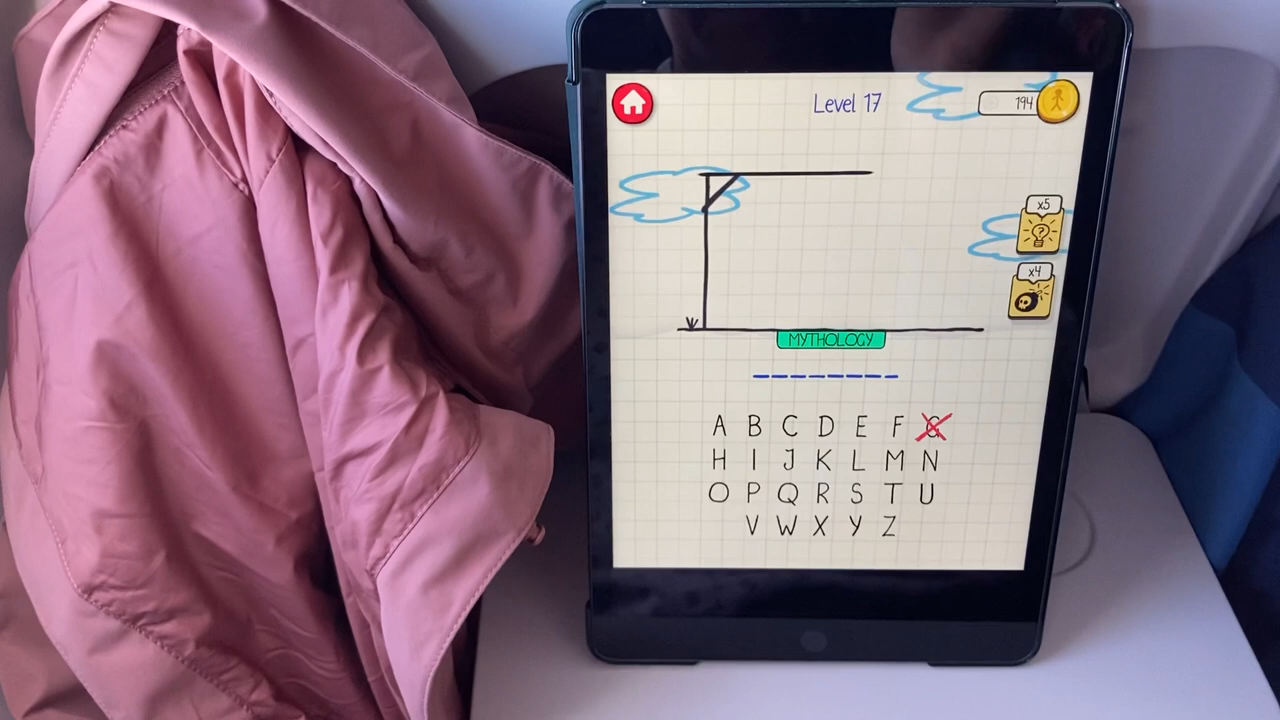 Level 17
194
x5
?
x4
MYTHOLOGY
A B C D E F G
H I J K L M N
O P Q R S T U
V W X Y Z